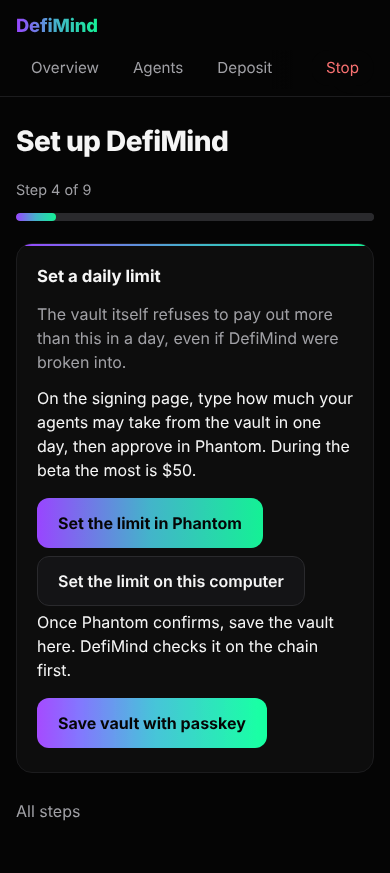 DefiMind
Overview Agents Deposit Stop
Set up DefiMind
Step 4 of 9
Set a daily limit
The vault itself refuses to pay out more
than this in a day, even if DefiMind were
broken into.
On the signing page, type how much your
agents may take from the vault in one
day, then approve in Phantom. During the
beta the most is $50.
Set the limit in Phantom
Set the limit on this computer
Once Phantom confirms, save the vault
here. DefiMind checks it on the chain
first.
Save vault with passkey
All steps